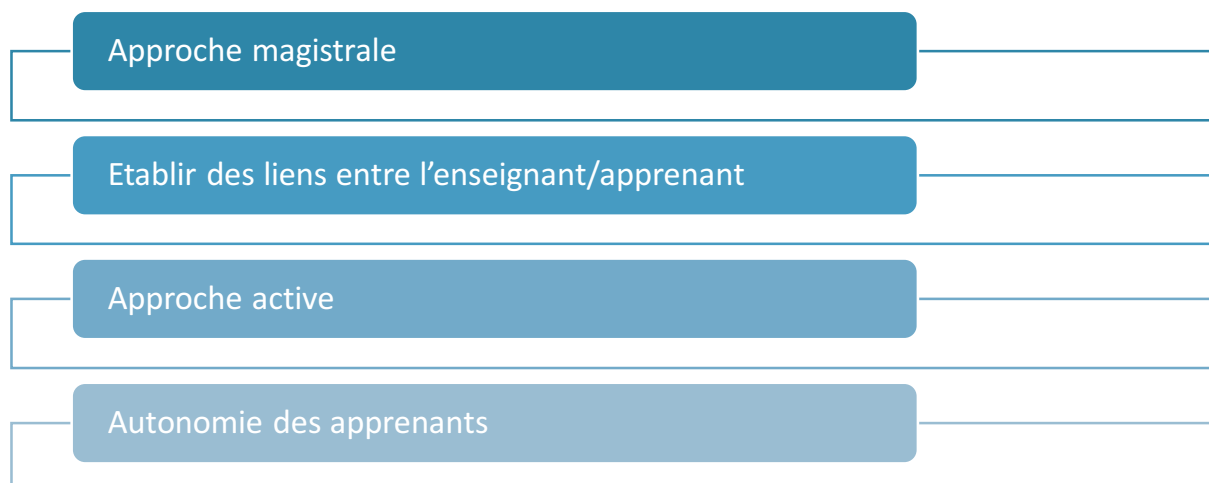 Approche magistrale
Etablir des liens entre l’enseignant/apprenant
Approche active
Autonomie des apprenants